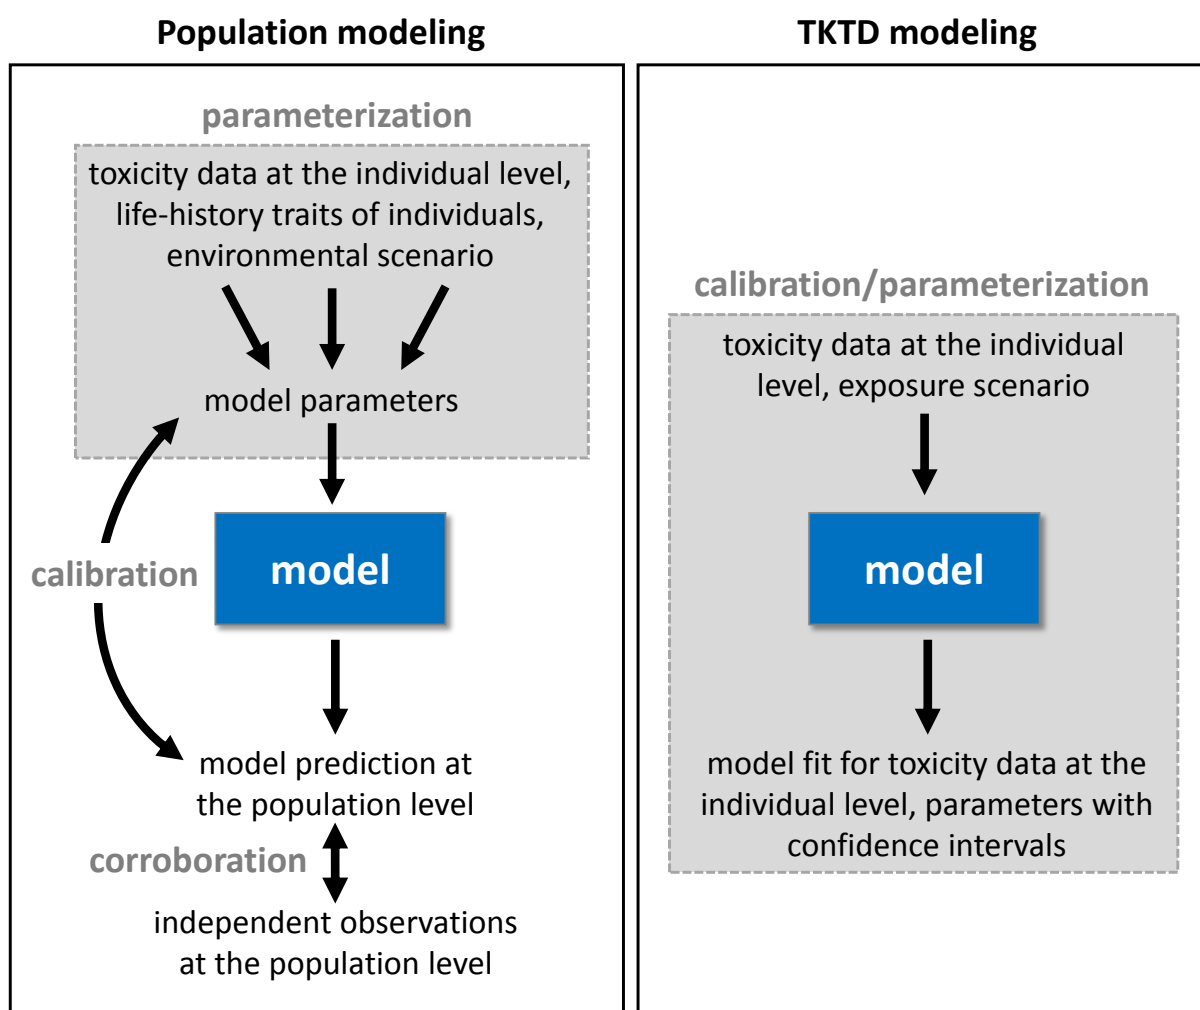 Population modeling
parameterization
toxicity data at the individual level,
life-history traits of individuals,
environmental scenario
model parameters
calibration
model
model prediction at
the population level
corroboration
independent observations
at the population level
TKTD modeling
calibration/parameterization
toxicity data at the individual
level, exposure scenario
model
model fit for toxicity data at the
individual level, parameters with
confidence intervals